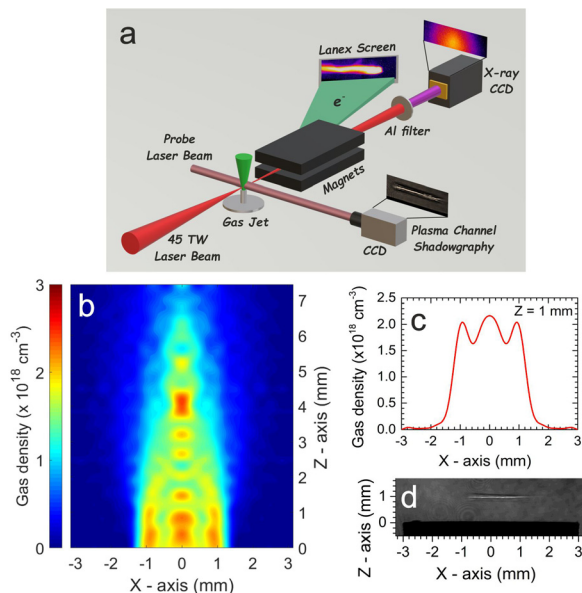 a
Lanex Screen
X-ray
CCD
e-
Al filter
Probe
Laser Beam
Magnets
Gas Jet
45 TW
Laser Beam
CCD
Plasma Channel
Shadowgraphy
b
Gas density (x 10^18 cm^-3)
3
2
1
0
7
6
5
4
3
2
1
0
Z - axis (mm)
-3 -2 -1 0 1 2 3
X - axis (mm)
c
Z = 1 mm
Gas density (x10^18 cm^-3)
2.5
2.0
1.5
1.0
0.5
0.0
-3 -2 -1 0 1 2 3
X - axis (mm)
d
Z - axis (mm)
1
0
-3 -2 -1 0 1 2 3
X - axis (mm)